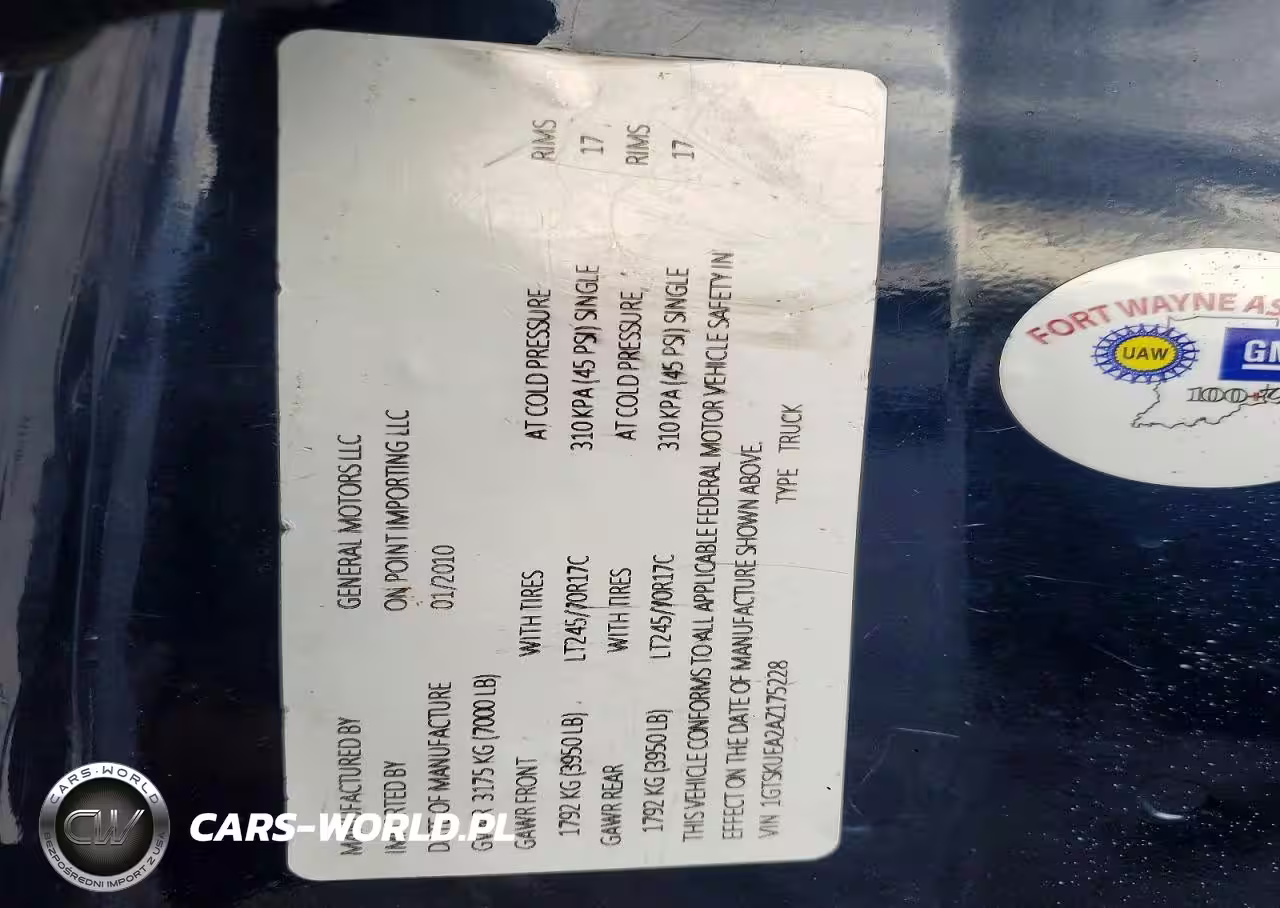 MANUFACTURED BY GENERAL MOTORS LLC
IMPORTED BY ON POINT IMPORTING LLC
DATE OF MANUFACTURE 01/2010
GVWR 3175 KG (7000 LB)
GAWR FRONT WITH TIRES AT COLD PRESSURE RIMS
1792 KG (3950 LB) LT245/70R17C 310 KPA (45 PSI) SINGLE 17
GAWR REAR WITH TIRES AT COLD PRESSURE RIMS
1792 KG (3950 LB) LT245/70R17C 310 KPA (45 PSI) SINGLE 17
THIS VEHICLE CONFORMS TO ALL APPLICABLE FEDERAL MOTOR VEHICLE SAFETY IN
EFFECT ON THE DATE OF MANUFACTURE SHOWN ABOVE.
VIN 1GTSKUEA2AZ175228 TYPE TRUCK
FORT WAYNE AS
UAW
GM
100+%
CARS-WORLD
CW
BEZPOŚREDNI IMPORT Z USA
CARS-WORLD.PL